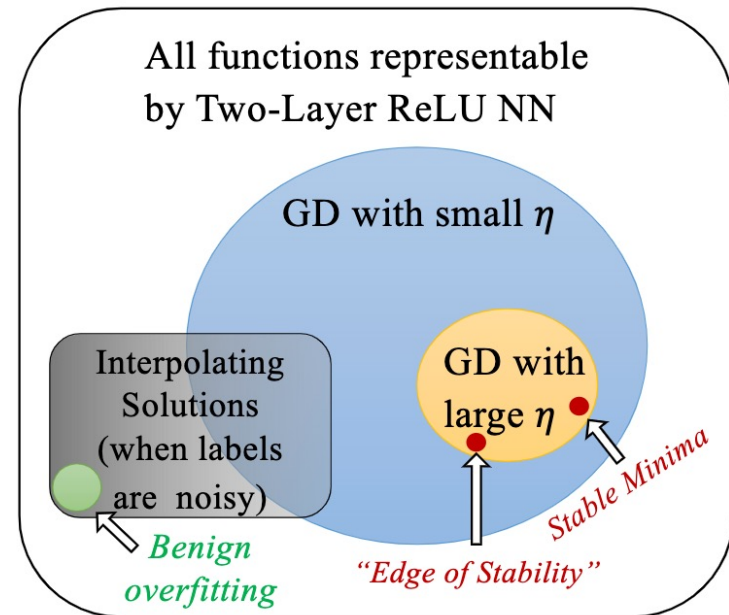 All functions representable
by Two-Layer ReLU NN
GD with small η
Interpolating
Solutions
(when labels
are noisy)
GD with
large η
Stable Minima
Benign
overfitting
“Edge of Stability”